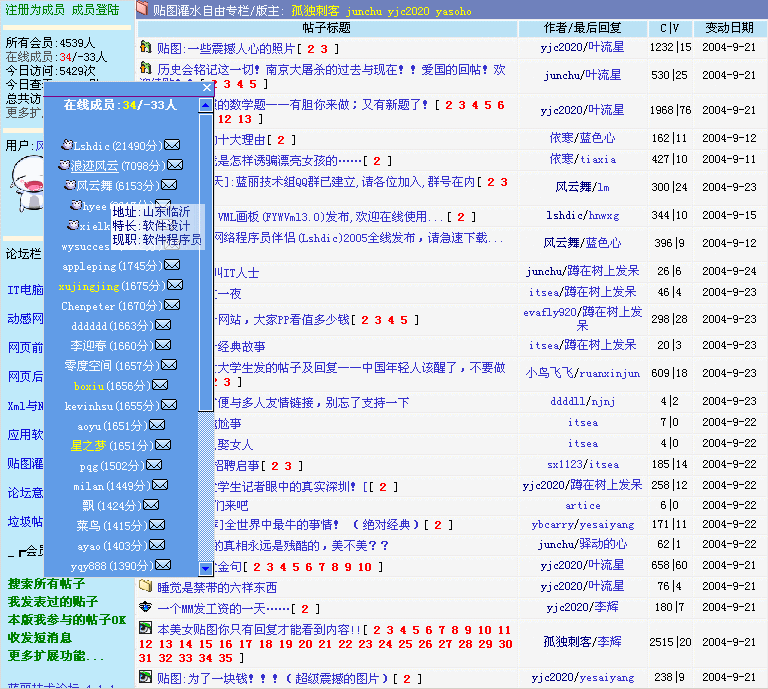 注册为成员 成员登陆
贴图灌水自由专栏/版主: 孤独刺客 junchu yjc2020 yasoho
帖子标题 作者/最后回复 C|V 变动日期
所有会员:4539人
在线成员:34/-33人
今日访问:5429次
今日查
总共访
更多扩
用户:风
论坛栏
IT电脑
动感网
网页前
网页后
Xml与N
应用软
贴图灌
论坛意
垃圾帖
_┏会员
搜索所有帖子
我发表过的贴子
本版我参与的帖子OK
收发短消息
更多扩展功能...
在线成员:34/-33人
Lshdic(21490分)
浪迹风云(7098分)
风云舞(6153分)
hyee
xielk
wysucces
地址:山东临沂
特长:软件设计
现职:软件程序员
appleping(1745分)
xujingjing(1675分)
Chenpeter(1670分)
dddddd(1663分)
李迎春(1660分)
零度空间(1657分)
boxiu(1656分)
kevinhsu(1655分)
aoyu(1651分)
星之梦(1651分)
pqg(1502分)
milan(1449分)
飘(1424分)
菜鸟(1415分)
ayao(1403分)
yqy888(1390分)
贴图:一些震撼人心的照片[ 2 3 ] yjc2020/叶流星 1232|15 2004-9-21
历史会铭记这一切! 南京大屠杀的过去与现在! ! 爱国的回帖! 欢
3 4 5 ] junchu/叶流星 530|25 2004-9-21
的数学题——有胆你来做；又有新题了! [ 2 3 4 5 6
12 13 ] yjc2020/叶流星 1968|76 2004-9-21
十大理由[ 2 ] 依寒/蓝色心 162|11 2004-9-12
是怎样诱骗漂亮女孩的……[ 2 ] 依寒/tiaxia 427|10 2004-9-11
天]:蓝丽技术组QQ群已建立,请各位加入,群号在内[ 2 3 风云舞/lm 300|24 2004-9-23
VML画板(FYWVml3.0)发布,欢迎在线使用...[ 2 ] lshdic/hnwxg 344|10 2004-9-15
网络程序员伴侣(Lshdic)2005全线发布，请急速下载... 风云舞/蓝色心 396|9 2004-9-12
叫IT人士 junchu/蹲在树上发呆 26|6 2004-9-24
一夜 itsea/蹲在树上发呆 46|4 2004-9-23
网站，大家PP看值多少钱[ 2 3 4 5 ] evafly920/蹲在树上发呆 298|28 2004-9-23
经典故事 itsea/蹲在树上发呆 20|3 2004-9-23
大学生发的帖子及回复——中国年轻人该醒了，不要做
2 3 ] 小鸟飞飞/ruanxinjun 609|18 2004-9-23
方便与多人友情链接，别忘了支持一下 ddddll/njnj 4|2 2004-9-23
尴尬事 itsea 7|0 2004-9-22
娶女人 itsea 4|0 2004-9-22
招聘启事[ 2 3 ] sx1123/itsea 185|14 2004-9-22
大学生记者眼中的真实深圳! [[ 2 ] yjc2020/蹲在树上发呆 258|12 2004-9-22
们来吧 artice 6|0 2004-9-22
]全世界中最牛的事情! （绝对经典）[ 2 ] ybcarry/yesaiyang 171|11 2004-9-22
的真相永远是残酷的，美不美？？ junchu/驿动的心 62|1 2004-9-22
金句[ 2 3 4 5 6 7 8 9 10 ] yjc2020/叶流星 658|60 2004-9-21
睡觉是禁带的六样东西 yjc2020/叶流星 76|4 2004-9-21
一个MM发工资的一天……[ 2 ] yjc2020/李辉 180|7 2004-9-21
本美女贴图你只有回复才能看到内容!![ 2 3 4 5 6 7 8 9 10 11
12 13 14 15 16 17 18 19 20 21 22 23 24 25 26 27 28 29 30
31 32 33 34 35 ] 孤独刺客/李辉 2515|20 2004-9-21
贴图:为了一块钱! ! ! （超级震撼的图片）[ 2 ] yjc2020/yesaiyang 238|9 2004-9-21